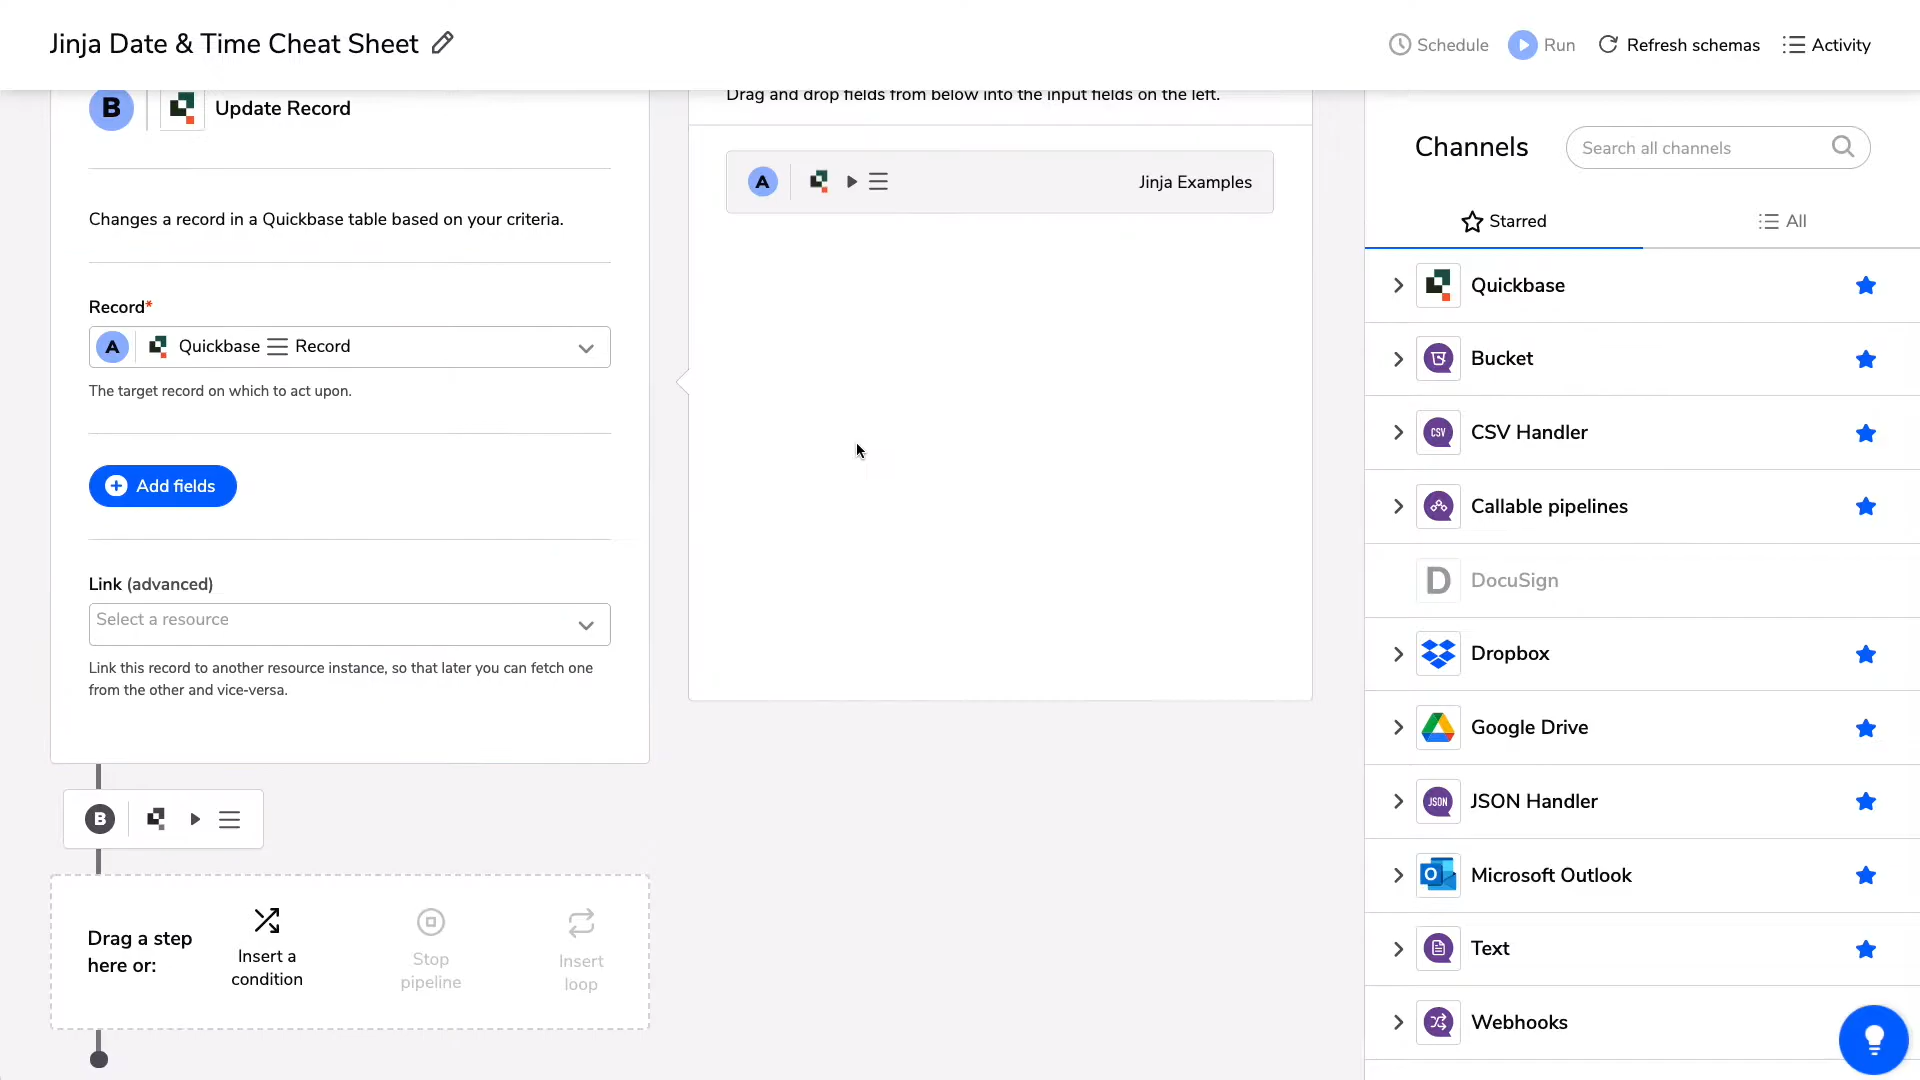 Jinja Date & Time Cheat Sheet
Schedule
Run
Refresh schemas
Activity
B
Update Record
Changes a record in a Quickbase table based on your criteria.
Record*
A
Quickbase
Record
The target record on which to act upon.
Add fields
Link (advanced)
Select a resource
Link this record to another resource instance, so that later you can fetch one
from the other and vice-versa.
B
Drag a step
here or:
Insert a
condition
Stop
pipeline
Insert
loop
Drag and drop fields from below into the input fields on the left.
A
Jinja Examples
Channels
Search all channels
Starred
All
Quickbase
Bucket
CSV
CSV Handler
Callable pipelines
D
DocuSign
Dropbox
Google Drive
JSON
JSON Handler
O
Microsoft Outlook
Text
Webhooks